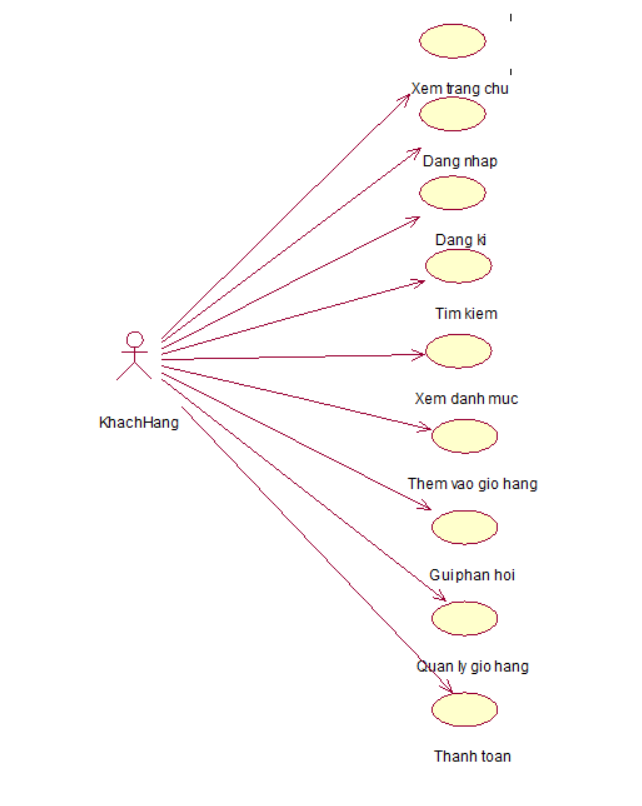 Xem trang chu
Dang nhap
Dang ki
Tim kiem
Xem danh muc
KhachHang
Them vao gio hang
Gui phan hoi
Quan ly gio hang
Thanh toan